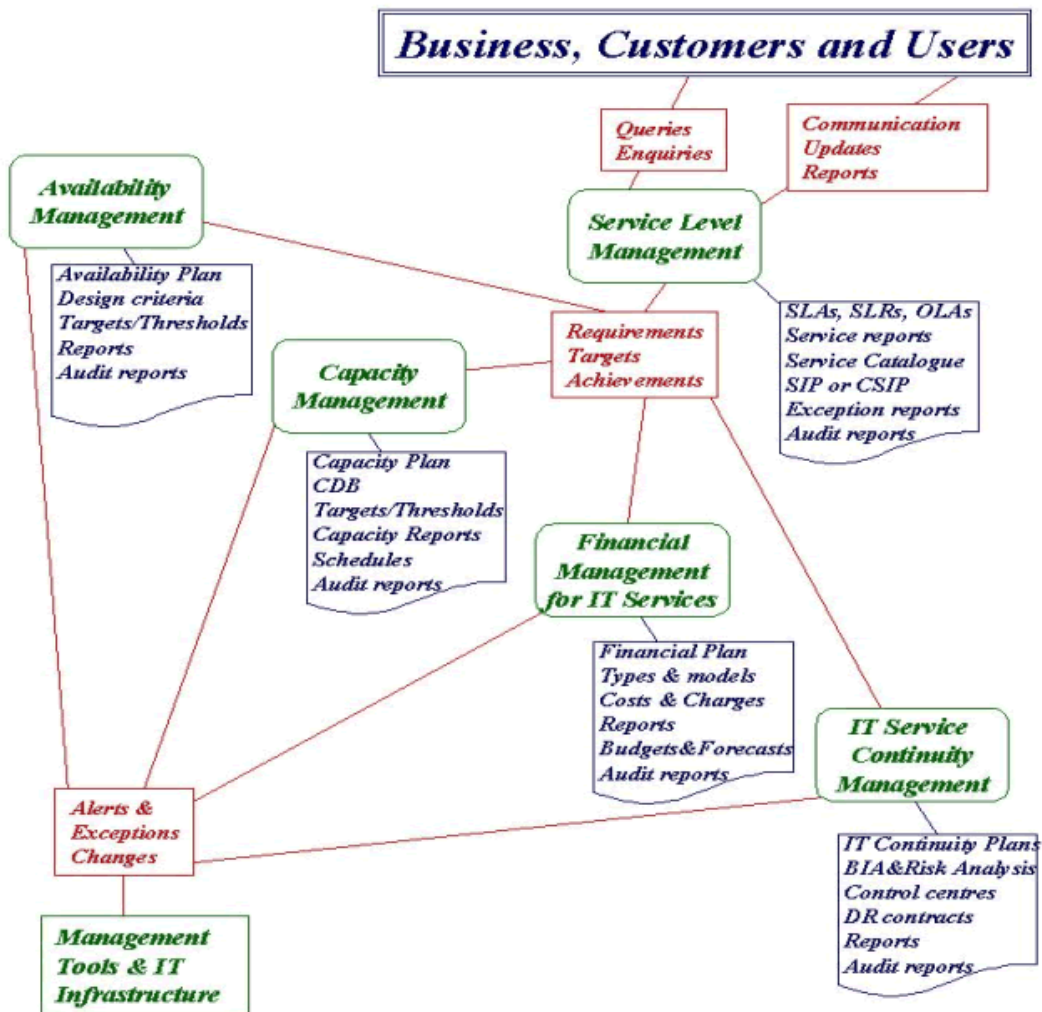 Business, Customers and Users
Queries
Enquiries
Communication
Updates
Reports
Availability
Management
Service Level
Management
Availability Plan
Design criteria
Targets/Thresholds
Reports
Audit reports
Requirements
Targets
Achievements
SLAs, SLRs, OLAs
Service reports
Service Catalogue
SIP or CSIP
Exception reports
Audit reports
Capacity
Management
Capacity Plan
CDB
Targets/Thresholds
Capacity Reports
Schedules
Audit reports
Financial
Management
for IT Services
Financial Plan
Types & models
Costs & Charges
Reports
Budgets&Forecasts
Audit reports
IT Service
Continuity
Management
Alerts &
Exceptions
Changes
IT Continuity Plans
BIA&Risk Analysis
Control centres
DR contracts
Reports
Audit reports
Management
Tools & IT
Infrastructure